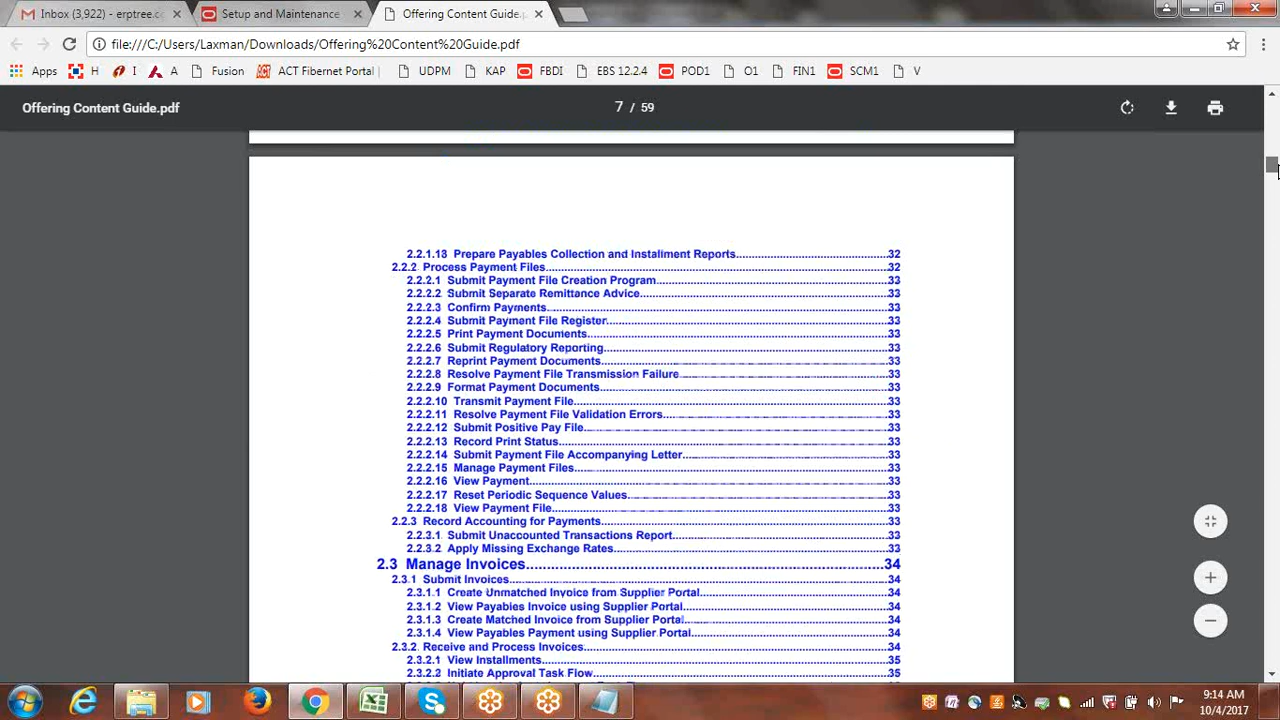 Inbox (3,922) - erptree.co
Setup and Maintenance
Offering Content Guide.p
file:///C:/Users/Laxman/Downloads/Offering%20Content%20Guide.pdf
Apps H A Fusion ACT Fibernet Portal UDPM KAP FBDI EBS 12.2.4 POD1 O1 FIN1 SCM1 V
Offering Content Guide.pdf 7 / 59
2.2.1.13 Prepare Payables Collection and Installment Reports 32
2.2.2 Process Payment Files 32
2.2.2.1 Submit Payment File Creation Program 33
2.2.2.2 Submit Separate Remittance Advice 33
2.2.2.3 Confirm Payments 33
2.2.2.4 Submit Payment File Register 33
2.2.2.5 Print Payment Documents 33
2.2.2.6 Submit Regulatory Reporting 33
2.2.2.7 Reprint Payment Documents 33
2.2.2.8 Resolve Payment File Transmission Failure 33
2.2.2.9 Format Payment Documents 33
2.2.2.10 Transmit Payment File 33
2.2.2.11 Resolve Payment File Validation Errors 33
2.2.2.12 Submit Positive Pay File 33
2.2.2.13 Record Print Status 33
2.2.2.14 Submit Payment File Accompanying Letter 33
2.2.2.15 Manage Payment Files 33
2.2.2.16 View Payment 33
2.2.2.17 Reset Periodic Sequence Values 33
2.2.2.18 View Payment File 33
2.2.3 Record Accounting for Payments 33
2.2.3.1 Submit Unaccounted Transactions Report 33
2.2.3.2 Apply Missing Exchange Rates 33
2.3 Manage Invoices 34
2.3.1 Submit Invoices 34
2.3.1.1 Create Unmatched Invoice from Supplier Portal 34
2.3.1.2 View Payables Invoice using Supplier Portal 34
2.3.1.3 Create Matched Invoice from Supplier Portal 34
2.3.1.4 View Payables Payment using Supplier Portal 34
2.3.2 Receive and Process Invoices 34
2.3.2.1 View Installments 35
2.3.2.2 Initiate Approval Task Flow 35
9:14 AM
10/4/2017